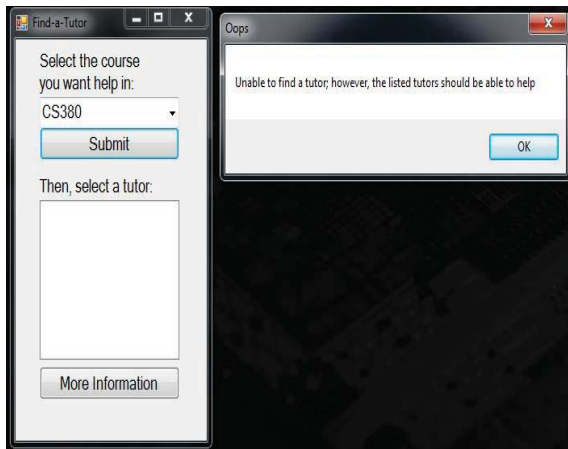 Find-a-Tutor
Select the course
you want help in:
CS380
Submit
Then, select a tutor:
More Information
Oops
Unable to find a tutor; however, the listed tutors should be able to help
OK